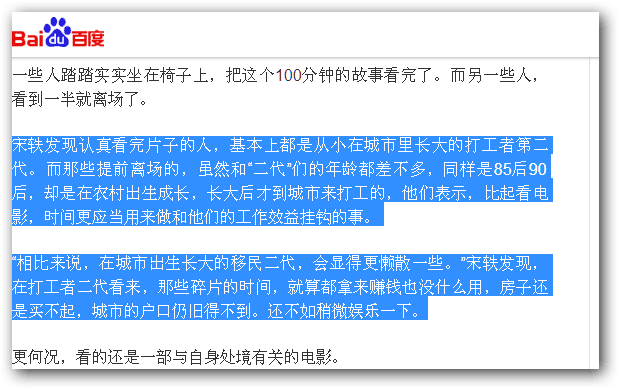 Bai du 百度
一些人踏踏实实坐在椅子上，把这个100分钟的故事看完了。而另一些人，
看到一半就离场了。
宋轶发现认真看完片子的人，基本上都是从小在城市里长大的打工者第二
代。而那些提前离场的，虽然和“二代”们的年龄都差不多，同样是85后90
后，却是在农村出生成长，长大后才到城市来打工的，他们表示，比起看电
影，时间更应当用来做和他们的工作效益挂钩的事。
“相比来说，在城市出生长大的移民二代，会显得更懒散一些。”宋轶发现，
在打工者二代看来，那些碎片的时间，就算都拿来赚钱也没什么用，房子还
是买不起，城市的户口仍旧得不到。还不如稍微娱乐一下。
更何况，看的还是一部与自身处境有关的电影。